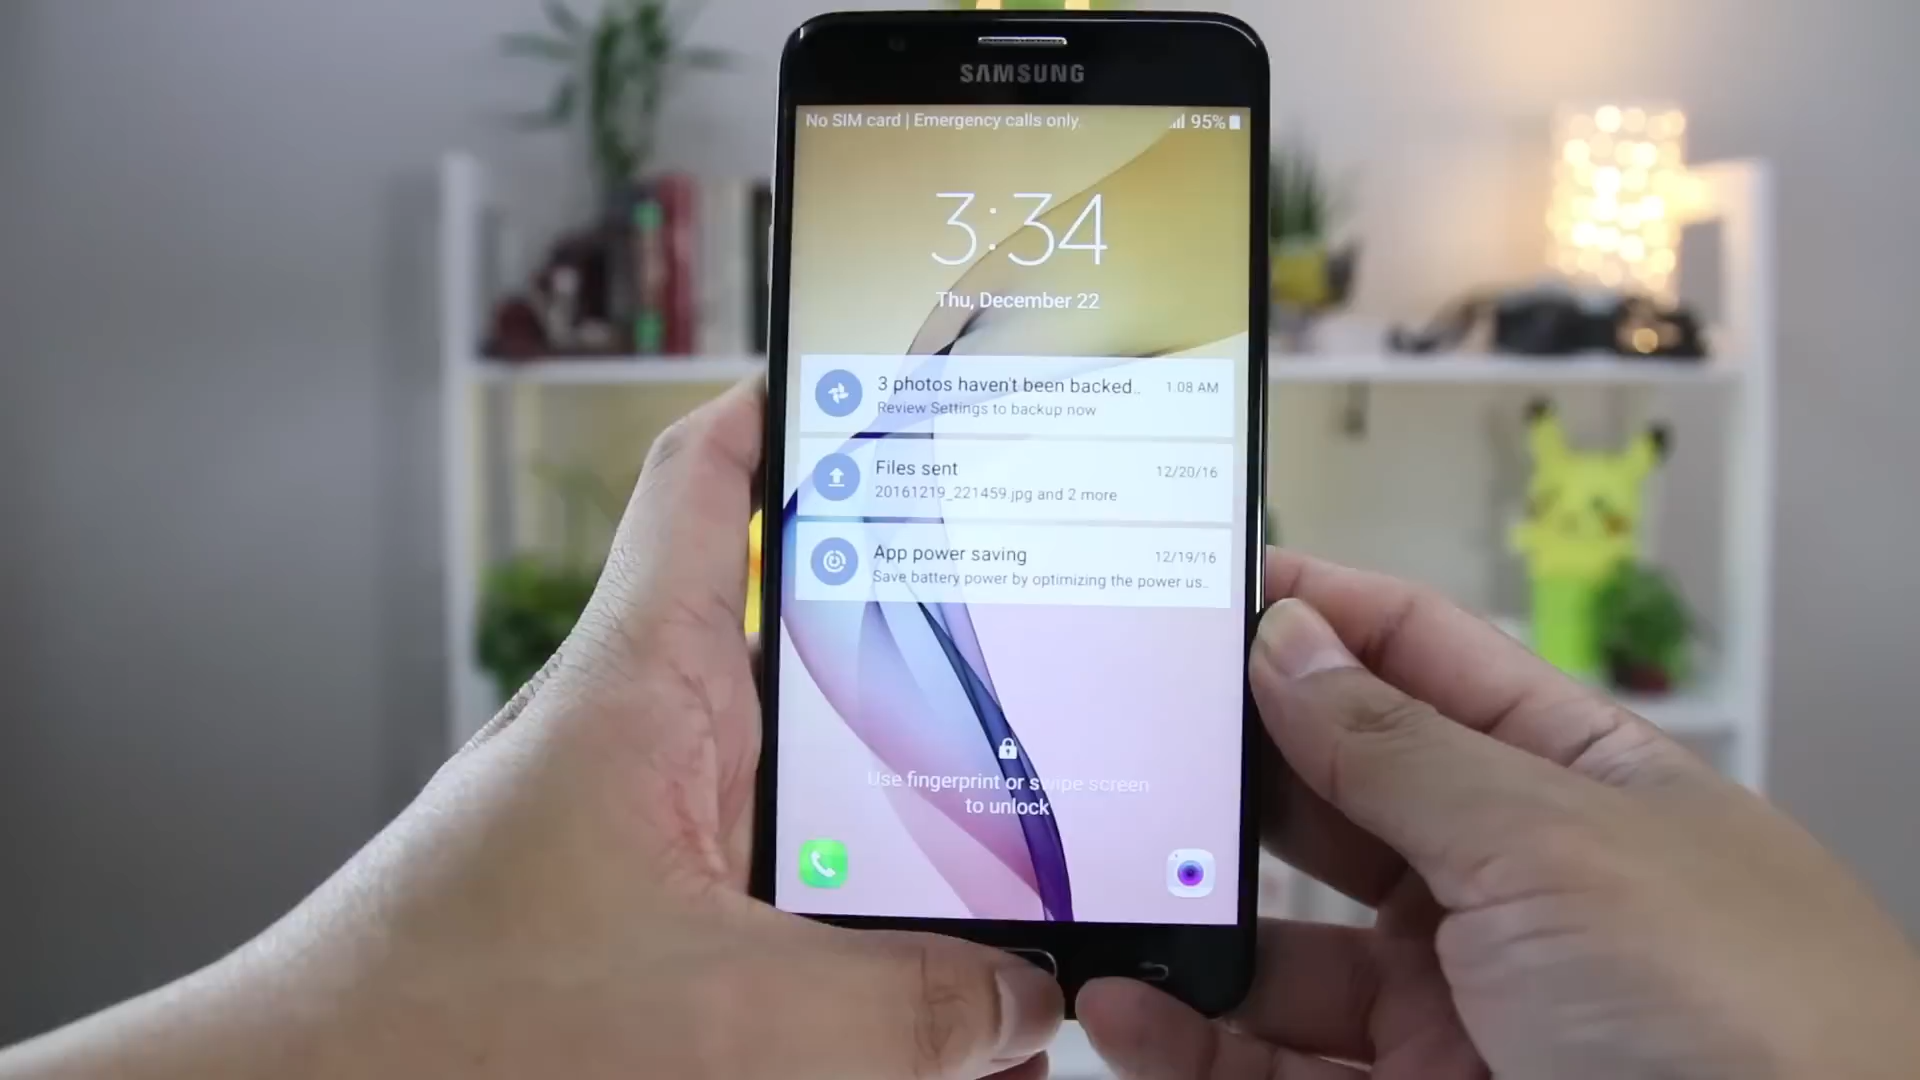 SAMSUNG
No SIM card | Emergency calls only.
95%
3:34
Thu, December 22
3 photos haven't been backed.. 1:08 AM
Review Settings to backup now
Files sent 12/20/16
20161219_221459.jpg and 2 more
App power saving 12/19/16
Save battery power by optimizing the power us..
Use fingerprint or swipe screen
to unlock